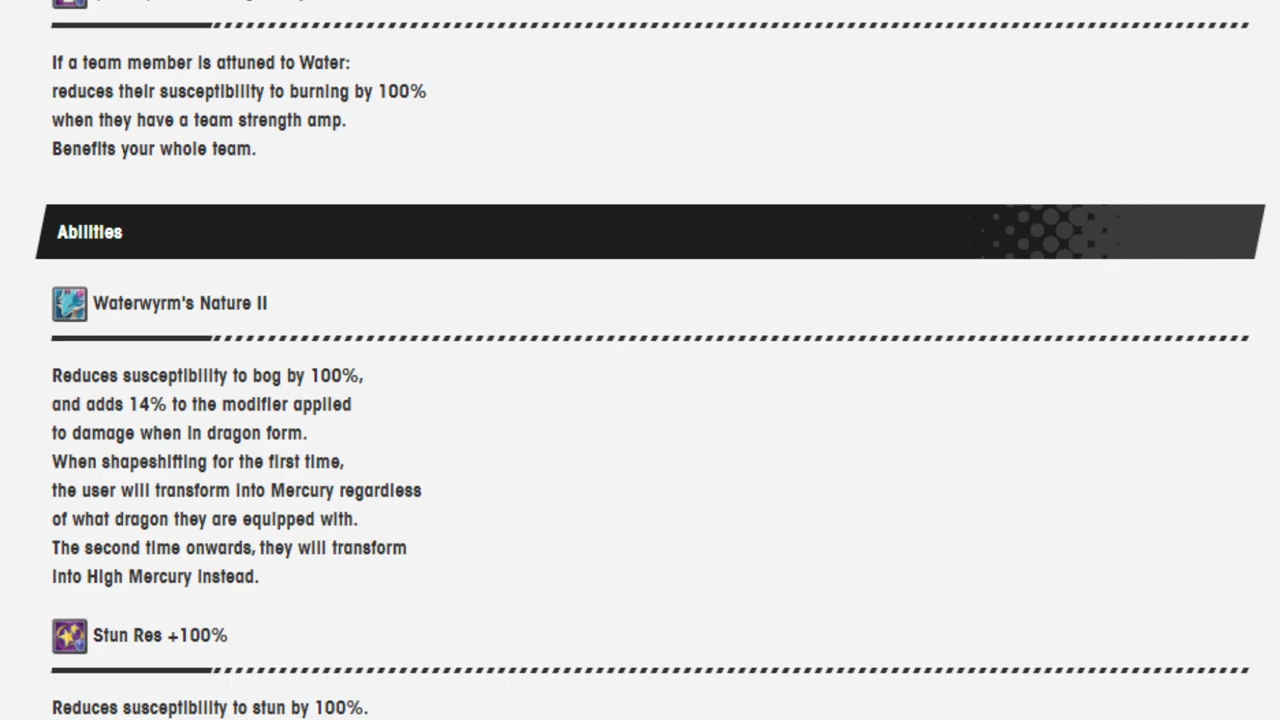 If a team member is attuned to Water:
reduces their susceptibility to burning by 100%
when they have a team strength amp.
Benefits your whole team.
Abilities
Waterwyrm's Nature II
Reduces susceptibility to bog by 100%,
and adds 14% to the modifier applied
to damage when in dragon form.
When shapeshifting for the first time,
the user will transform into Mercury regardless
of what dragon they are equipped with.
The second time onwards, they will transform
into High Mercury instead.
Stun Res +100%
Reduces susceptibility to stun by 100%.